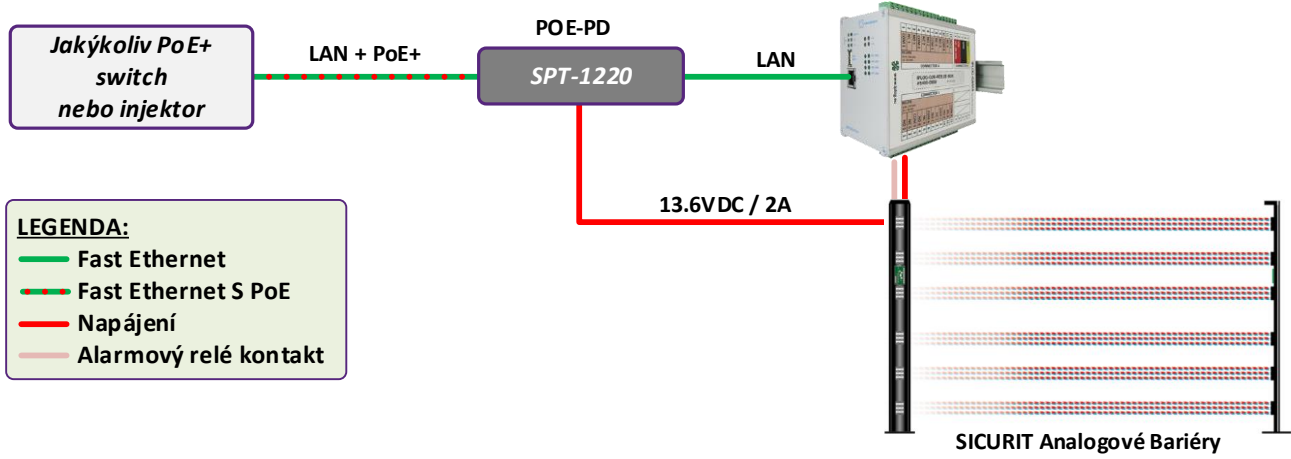 Jakýkoliv PoE+
switch
nebo injektor
LAN + PoE+
POE-PD
SPT-1220
LAN
13.6VDC / 2A
LEGENDA:
Fast Ethernet
Fast Ethernet S PoE
Napájení
Alarmový relé kontakt
SICURIT Analogové Bariéry